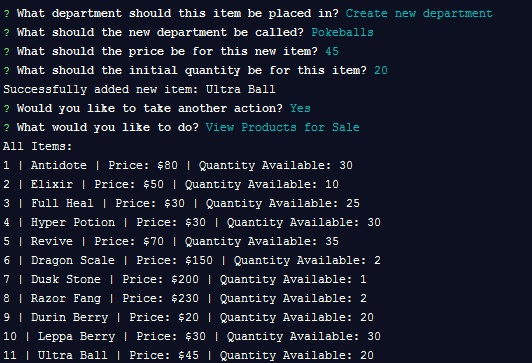 ? What department should this item be placed in? Create new department
? What should the new department be called? Pokeballs
? What should the price be for this new item? 45
? What should the initial quantity be for this item? 20
Successfully added new item: Ultra Ball
? Would you like to take another action? Yes
? What would you like to do? View Products for Sale
All Items:
1 | Antidote | Price: $80 | Quantity Available: 30
2 | Elixir | Price: $50 | Quantity Available: 10
3 | Full Heal | Price: $30 | Quantity Available: 25
4 | Hyper Potion | Price: $30 | Quantity Available: 30
5 | Revive | Price: $70 | Quantity Available: 35
6 | Dragon Scale | Price: $150 | Quantity Available: 2
7 | Dusk Stone | Price: $200 | Quantity Available: 1
8 | Razor Fang | Price: $230 | Quantity Available: 2
9 | Durin Berry | Price: $20 | Quantity Available: 20
10 | Leppa Berry | Price: $30 | Quantity Available: 30
11 | Ultra Ball | Price: $45 | Quantity Available: 20